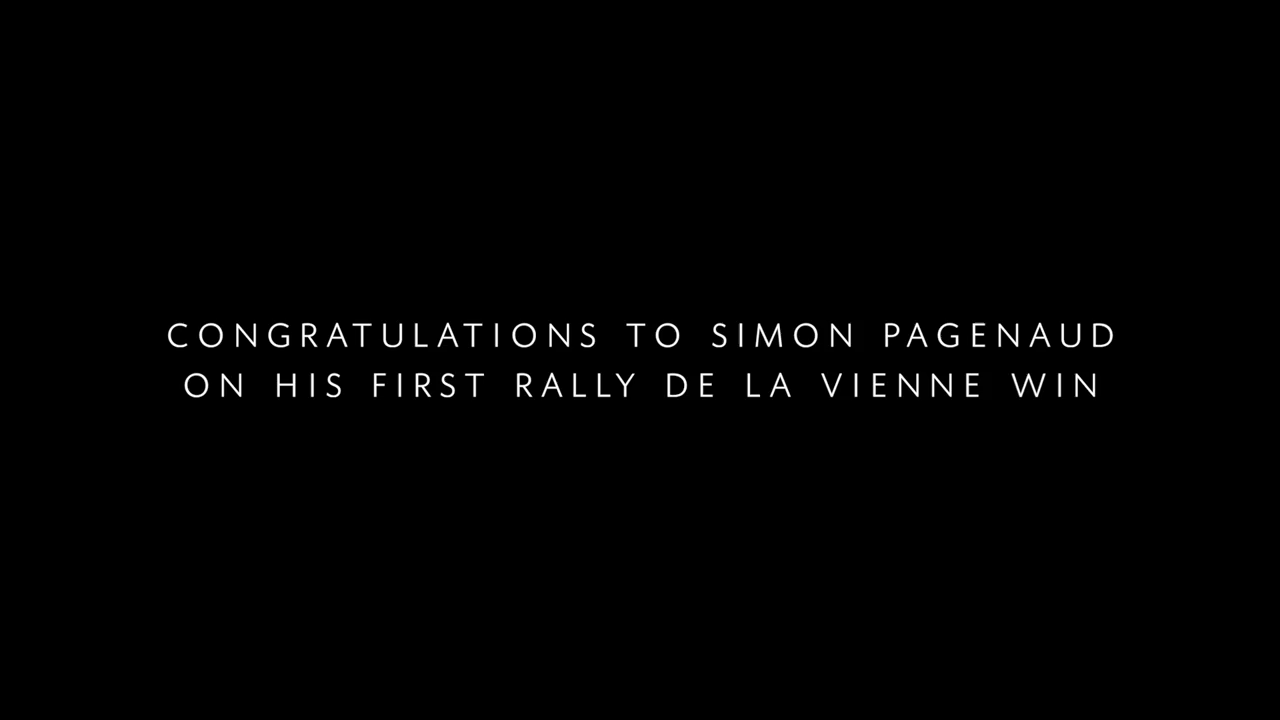 CONGRATULATIONS TO SIMON PAGENAUD
ON HIS FIRST RALLY DE LA VIENNE WIN